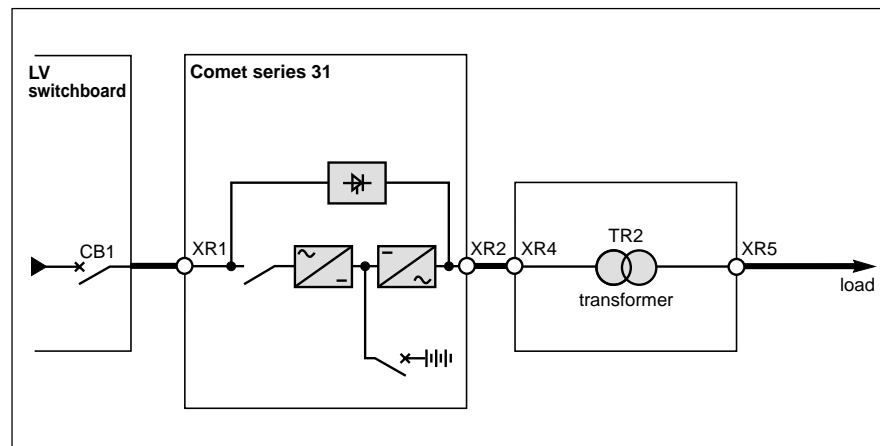 LV
switchboard
Comet series 31
CB1
XR1
XR2
XR4
TR2
XR5
transformer
load